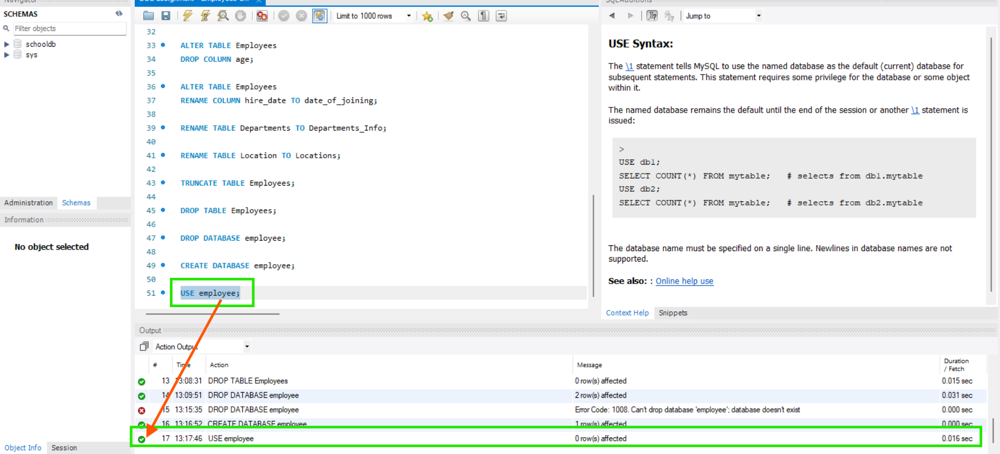 Navigator
SCHEMAS
Filter objects
schooldb
sys
Administration
Schemas
Information
No object selected
Object Info
Session
Limit to 1000 rows
32
33 ALTER TABLE Employees
34 DROP COLUMN age;
35
36 ALTER TABLE Employees
37 RENAME COLUMN hire_date TO date_of_joining;
38
39 RENAME TABLE Departments TO Departments_Info;
40
41 RENAME TABLE Location TO Locations;
42
43 TRUNCATE TABLE Employees;
44
45 DROP TABLE Employees;
46
47 DROP DATABASE employee;
48
49 CREATE DATABASE employee;
50
51 USE employee;
SQLAdditions
Jump to
USE Syntax:
The \1 statement tells MySQL to use the named database as the default (current) database for
subsequent statements. This statement requires some privilege for the database or some object
within it.
The named database remains the default until the end of the session or another \1 statement is
issued:
>
USE db1;
SELECT COUNT(*) FROM mytable; # selects from db1.mytable
USE db2;
SELECT COUNT(*) FROM mytable; # selects from db2.mytable
The database name must be specified on a single line. Newlines in database names are not
supported.
See also: : Online help use
Context Help
Snippets
Output
Action Output
# Time Action Message Duration / Fetch
13 13:08:31 DROP TABLE Employees 0 row(s) affected 0.015 sec
14 13:09:51 DROP DATABASE employee 2 row(s) affected 0.031 sec
15 13:15:35 DROP DATABASE employee Error Code: 1008. Can't drop database 'employee'; database doesn't exist 0.000 sec
16 13:16:52 CREATE DATABASE employee 1 row(s) affected 0.000 sec
17 13:17:46 USE employee 0 row(s) affected 0.016 sec